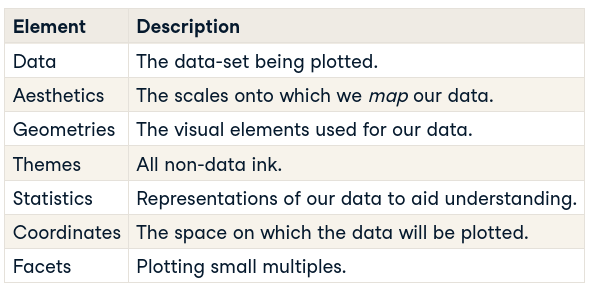 Element Description
Data The data-set being plotted.
Aesthetics The scales onto which we map our data.
Geometries The visual elements used for our data.
Themes All non-data ink.
Statistics Representations of our data to aid understanding.
Coordinates The space on which the data will be plotted.
Facets Plotting small multiples.